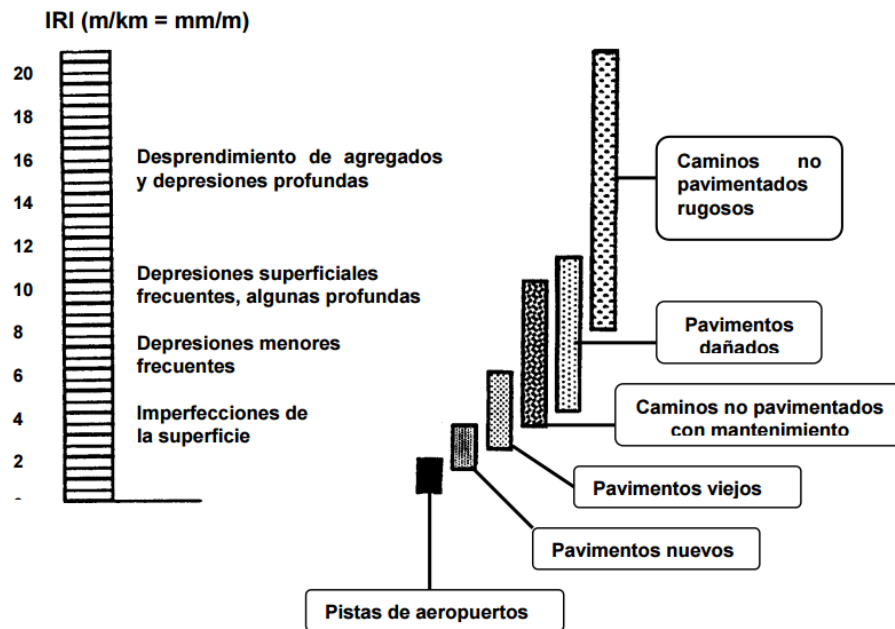 IRI (m/km = mm/m)
20
18
16
14
12
10
8
6
4
2
Desprendimiento de agregados
y depresiones profundas
Depresiones superficiales
frecuentes, algunas profundas
Depresiones menores
frecuentes
Imperfecciones de
la superficie
Caminos no
pavimentados
rugosos
Pavimentos
dañados
Caminos no pavimentados
con mantenimiento
Pavimentos viejos
Pavimentos nuevos
Pistas de aeropuertos